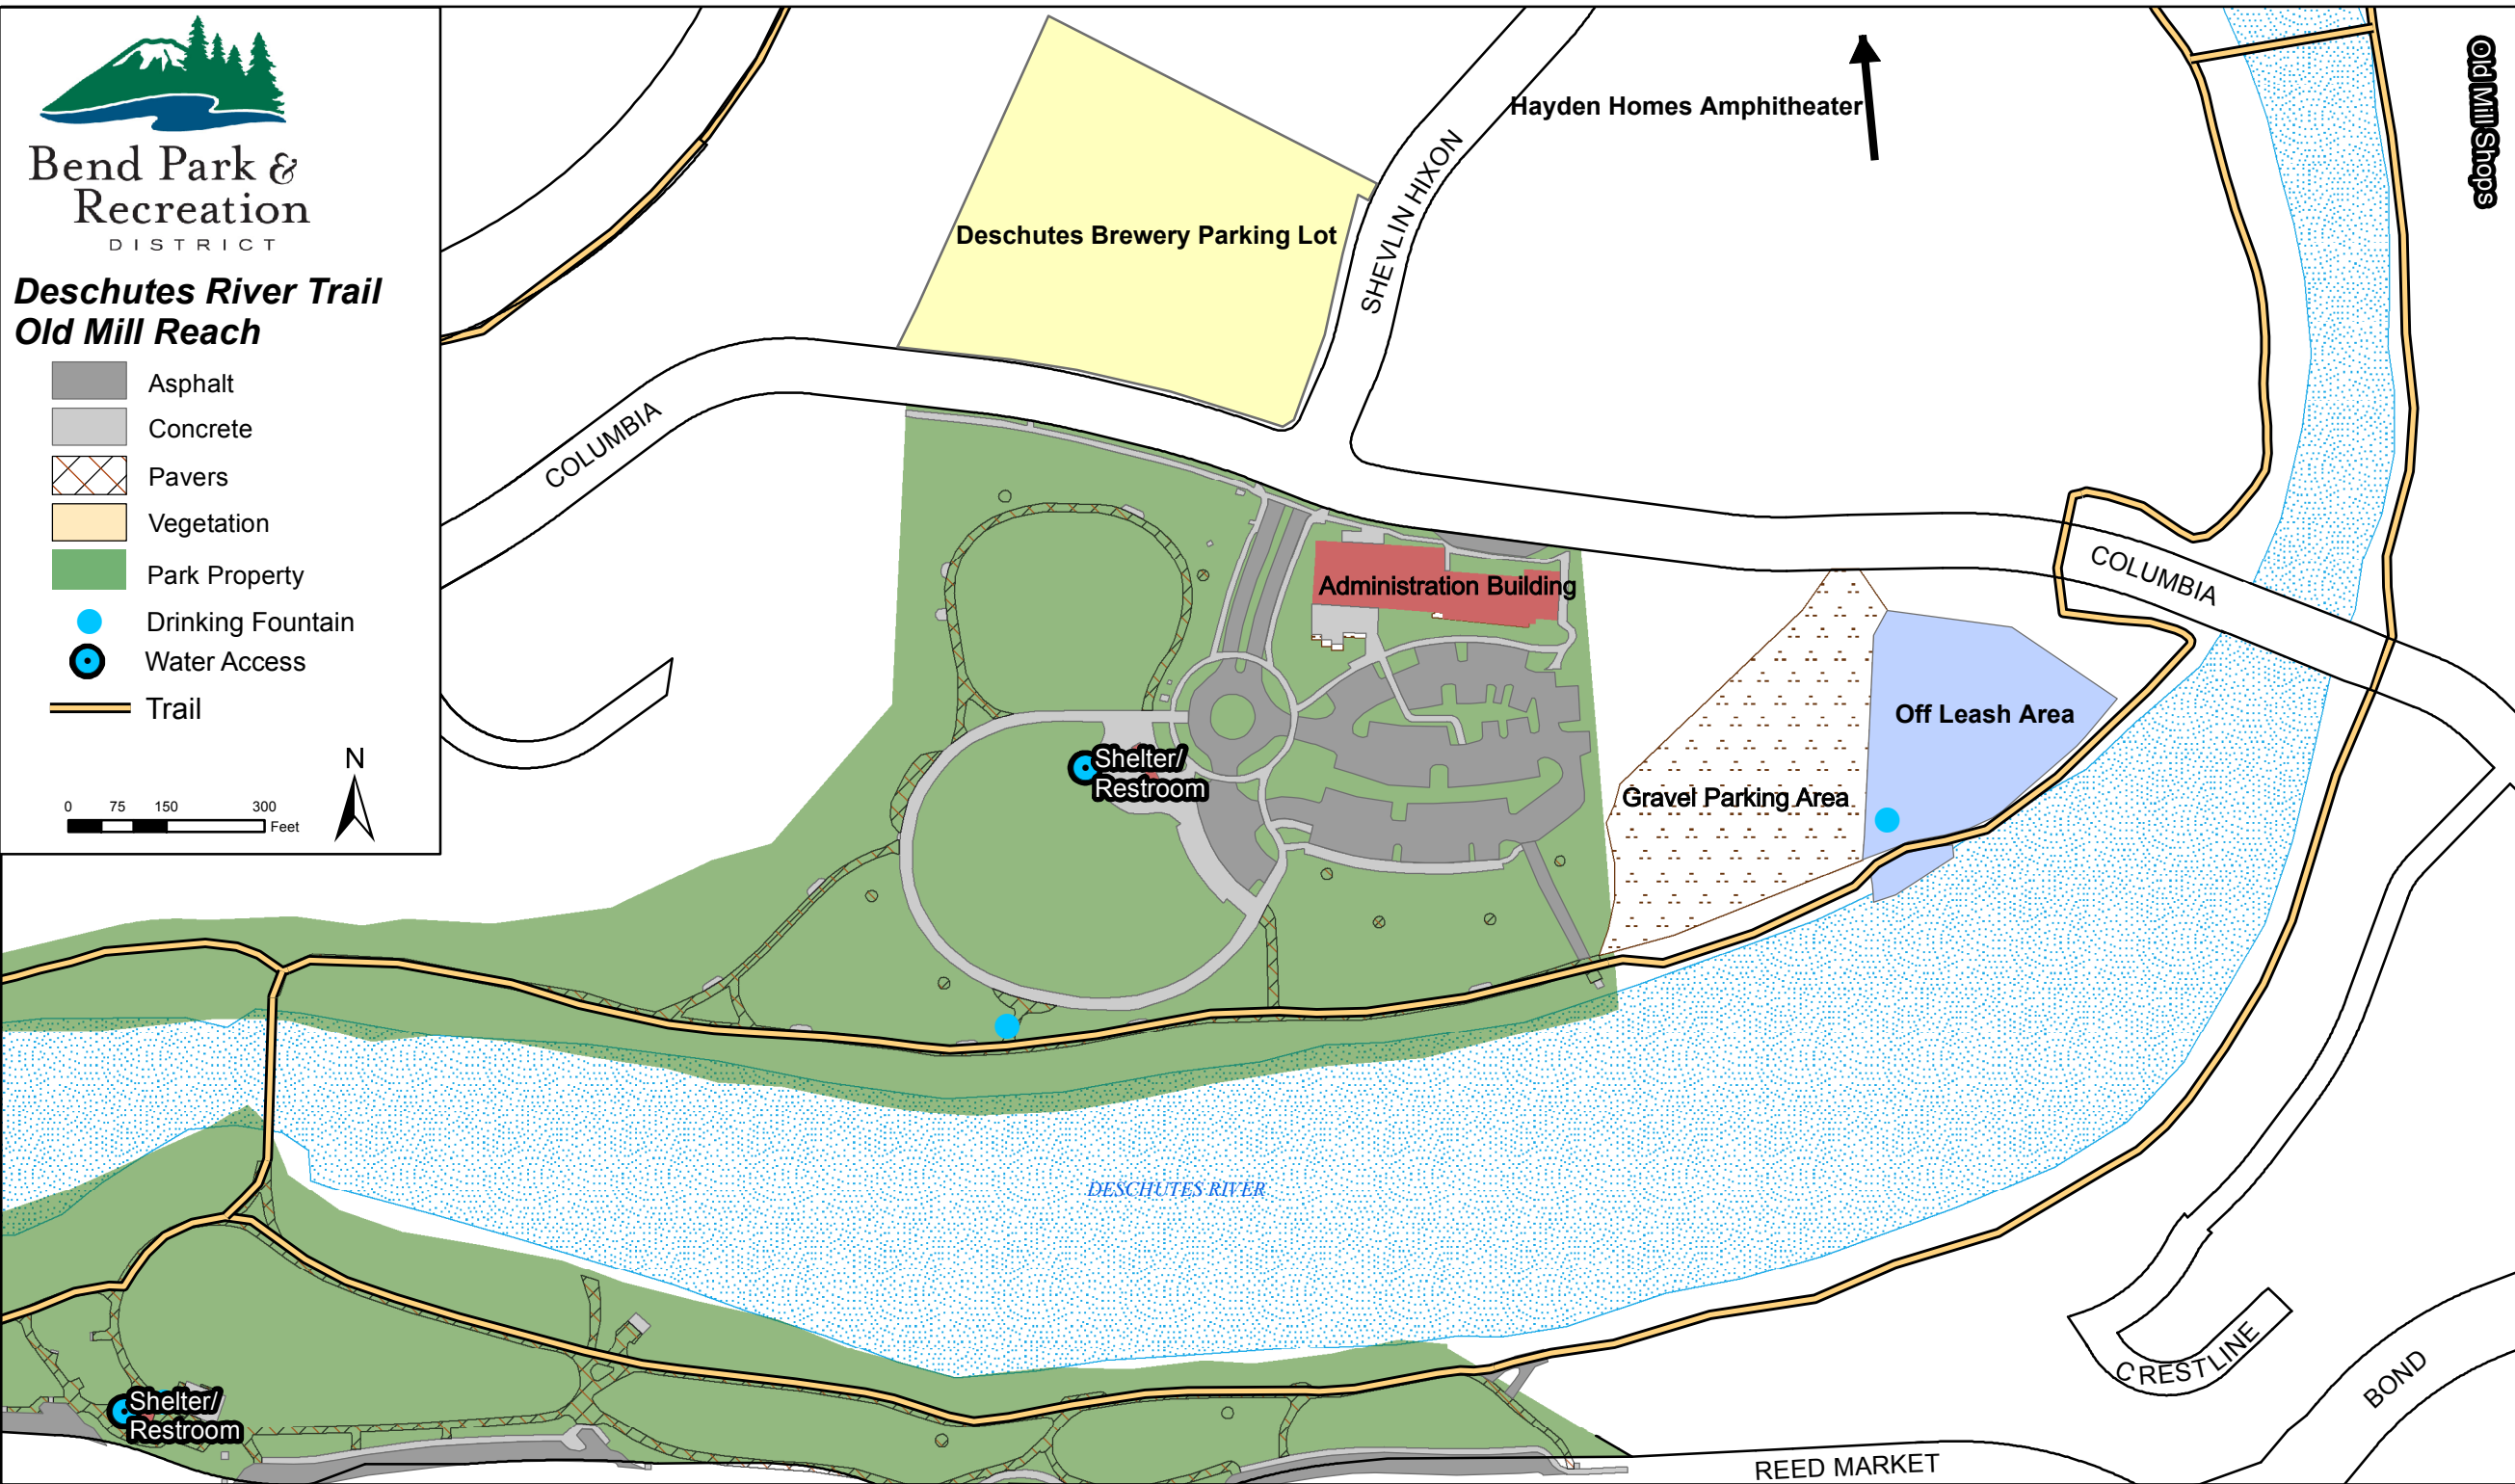 Bend Park &
Recreation
DISTRICT
Deschutes River Trail
Old Mill Reach
Asphalt
Concrete
Pavers
Vegetation
Park Property
Drinking Fountain
Water Access
Trail
N
0 75 150 300
Feet
Hayden Homes Amphitheater
Old Mill Shops
Deschutes Brewery Parking Lot
SHEVLIN HIXON
COLUMBIA
Administration Building
COLUMBIA
Off Leash Area
Shelter/
Restroom
Gravel Parking Area
DESCHUTES RIVER
CRESTLINE
BOND
Shelter/
Restroom
REED MARKET